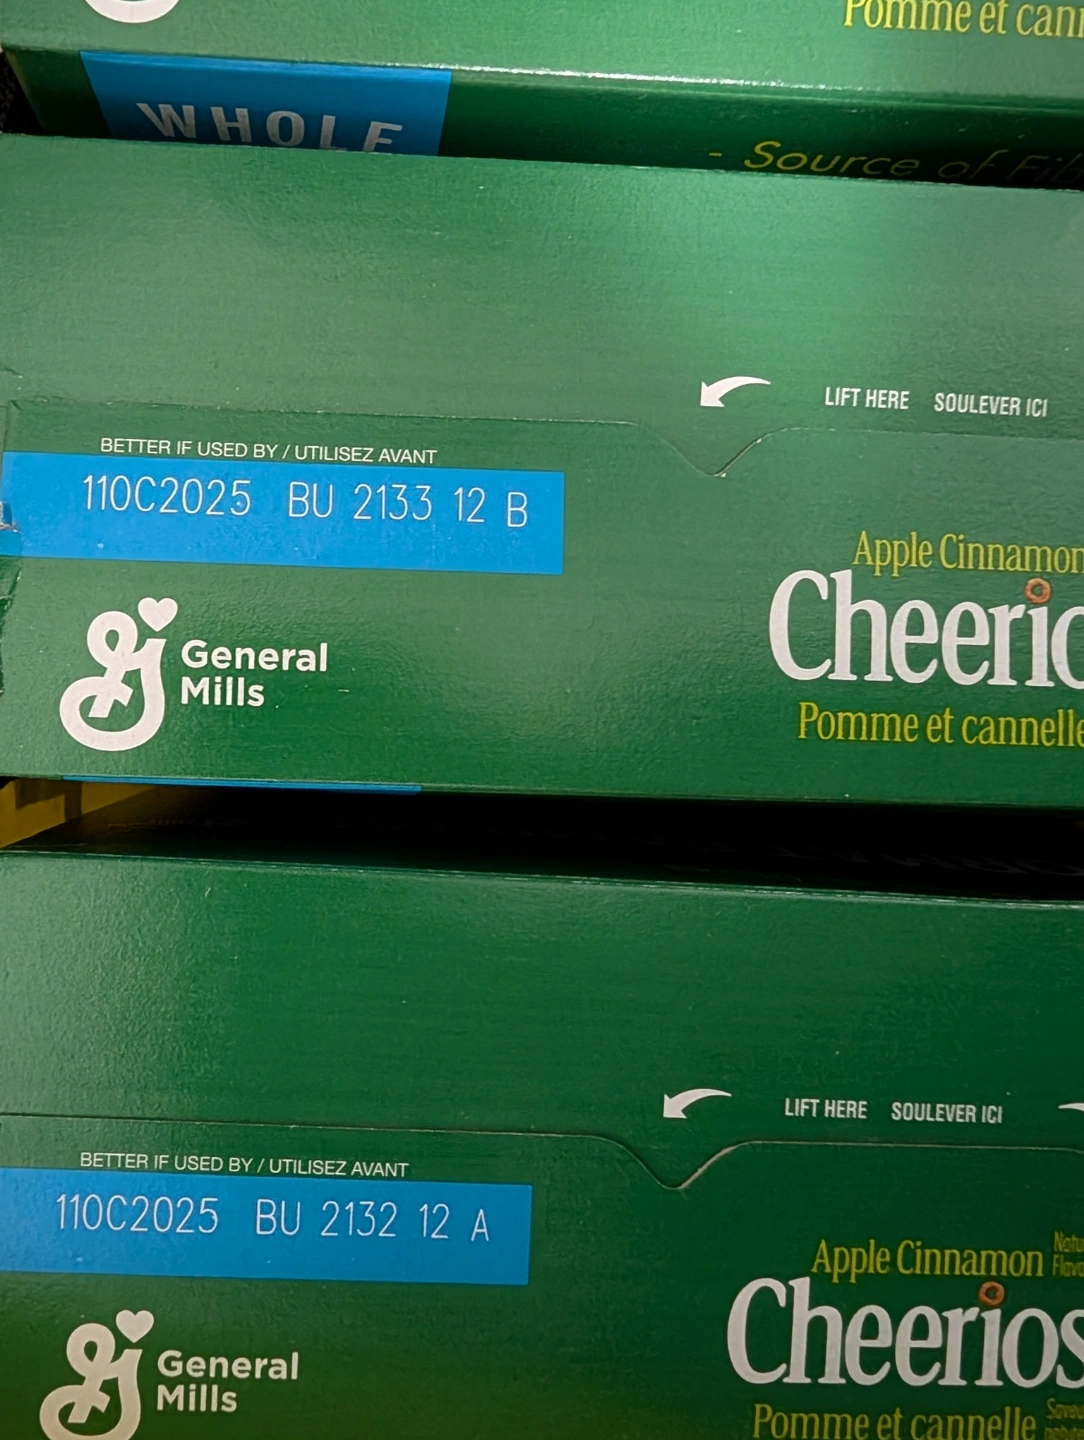 Pomme et cann
WHOLE
- Source of Fib
LIFT HERE SOULEVER ICI
BETTER IF USED BY / UTILISEZ AVANT
11OC2025 BU 2133 12 B
Apple Cinnamon
Cheerio
Pomme et cannelle
General
Mills
LIFT HERE SOULEVER ICI
BETTER IF USED BY / UTILISEZ AVANT
11OC2025 BU 2132 12 A
Apple Cinnamon
Cheerios
Pomme et cannelle
General
Mills